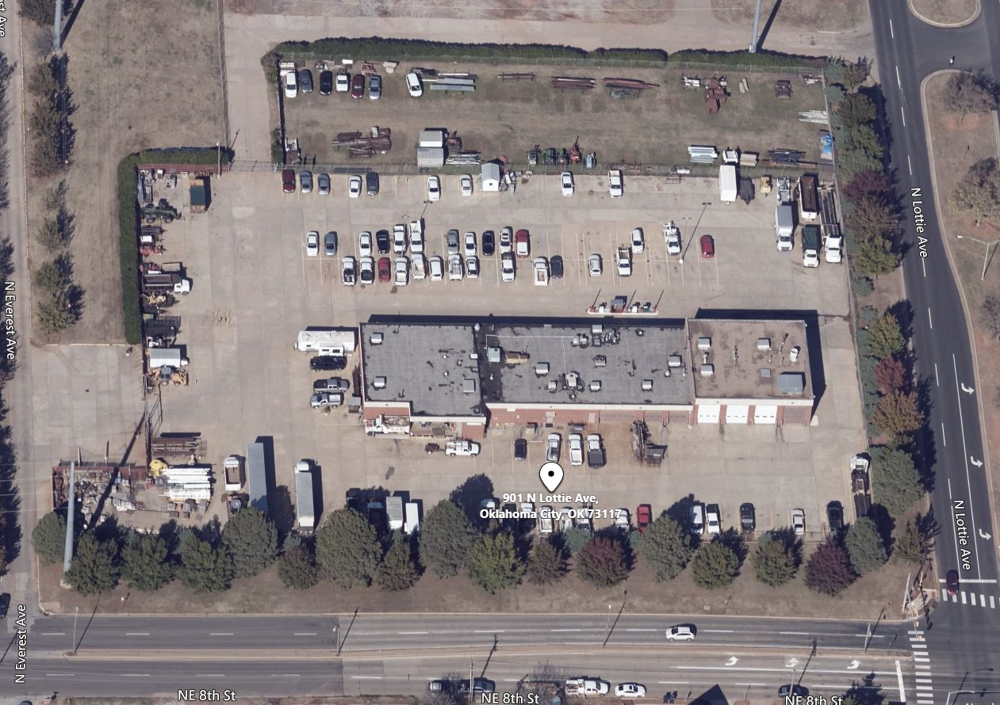 N Lottie Ave
N Everest Ave
901 N Lottie Ave,
Oklahoma City, OK 73117
N Lottie Ave
N Everest Ave
NE 8th St
NE 8th St
NE 8th St